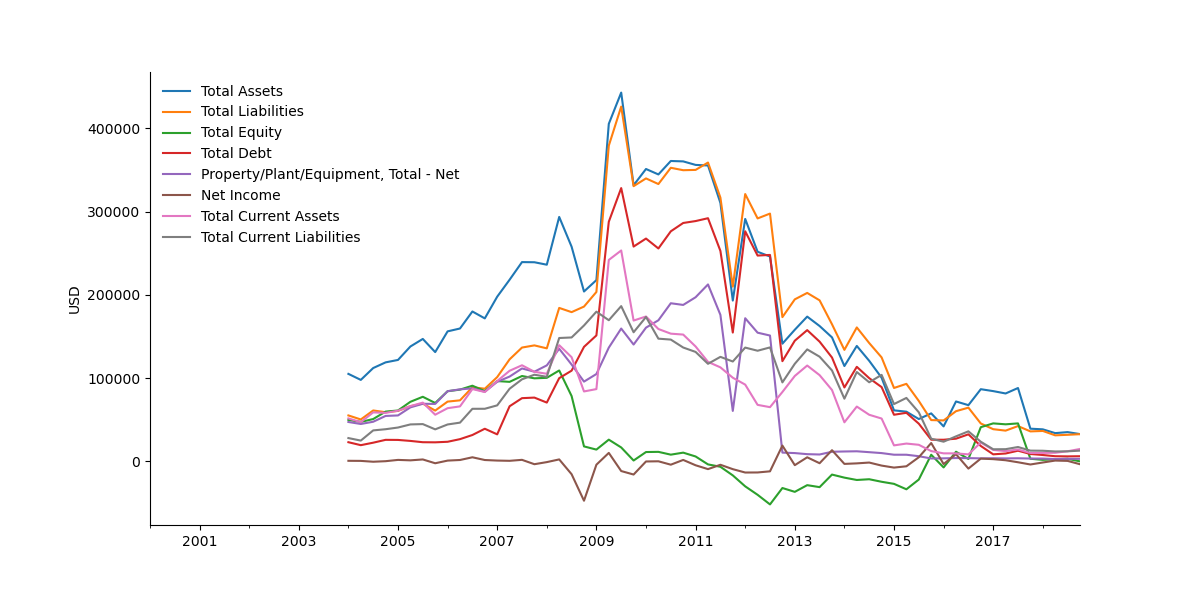 Total Assets
Total Liabilities
Total Equity
Total Debt
Property/Plant/Equipment, Total - Net
Net Income
Total Current Assets
Total Current Liabilities
USD
400000
300000
200000
100000
0
2001 2003 2005 2007 2009 2011 2013 2015 2017